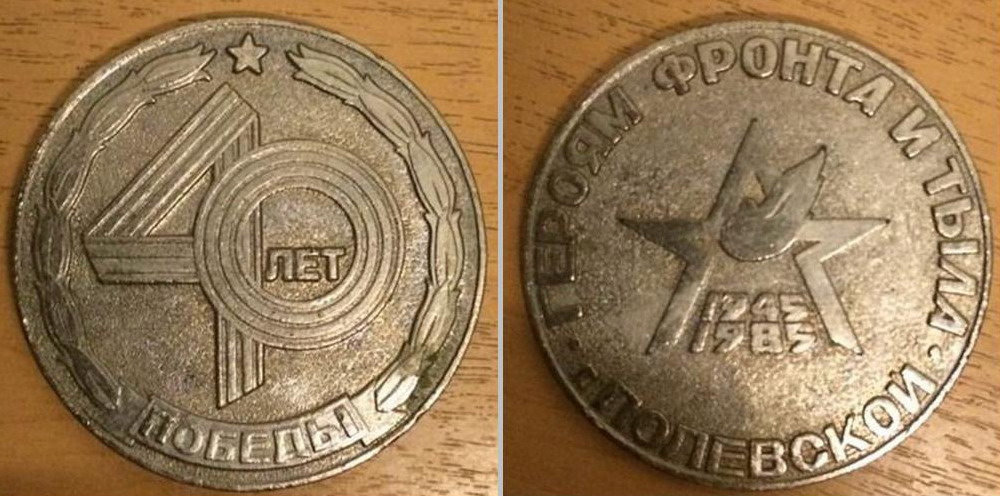 40
ЛЕТ
ПОБЕДЫ
ГЕРОЯМ ФРОНТА И ТЫЛА
1945
1985
ПОЛЕВСКОЙ